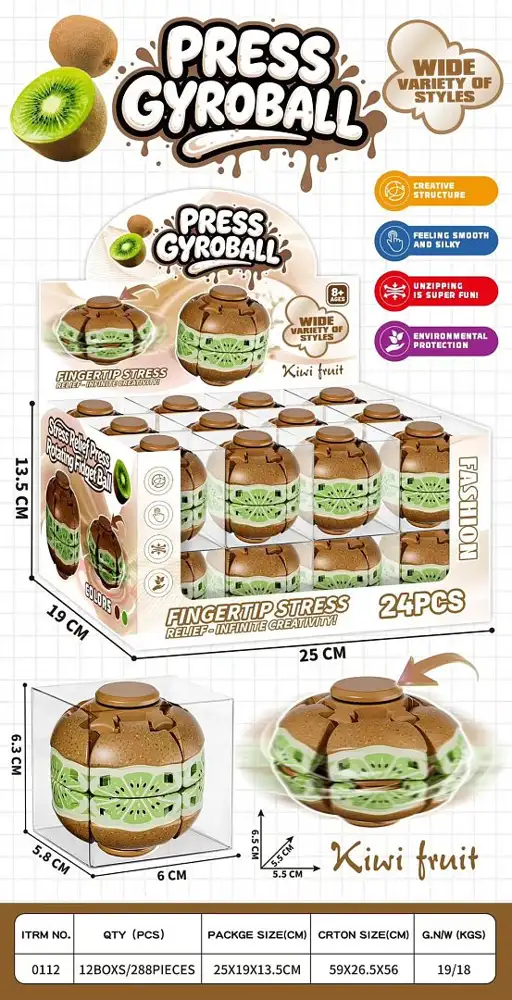 PRESS
GYROBALL
WIDE
VARIETY OF
STYLES
CREATIVE
STRUCTURE
FEELING SMOOTH
AND SILKY
UNZIPPING
IS SUPER FUN!
ENVIRONMENTAL
PROTECTION
PRESS
GYROBALL
8+
AGES
WIDE
VARIETY OF
STYLES
FINGERTIP STRESS
RELIEF-INFINITE CREATIVITY!
Kiwi fruit
Stress Relief Press
Rotating Fidget Ball
COLORS
FASHION
FINGERTIP STRESS
RELIEF - INFINITE CREATIVITY!
24PCS
13.5 CM
19 CM
25 CM
6.3 CM
5.8 CM
6 CM
6.5 CM
5.5 CM
5.5 CM
Kiwi fruit
ITRM NO. QTY (PCS) PACKGE SIZE(CM) CRTON SIZE(CM) G.N/W (KGS)
0112 12BOXS/288PIECES 25X19X13.5CM 59X26.5X56 19/18